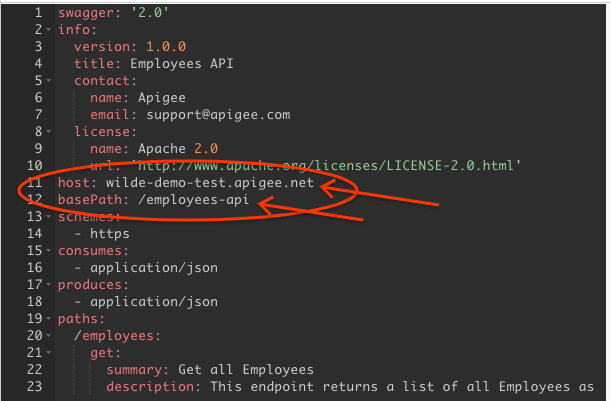 1 swagger: '2.0'
2 info:
3 version: 1.0.0
4 title: Employees API
5 contact:
6 name: Apigee
7 email: support@apigee.com
8 license:
9 name: Apache 2.0
10 url: 'http://www.apache.org/licenses/LICENSE-2.0.html'
11 host: wilde-demo-test.apigee.net
12 basePath: /employees-api
13 schemes:
14 - https
15 consumes:
16 - application/json
17 produces:
18 - application/json
19 paths:
20 /employees:
21 get:
22 summary: Get all Employees
23 description: This endpoint returns a list of all Employees as